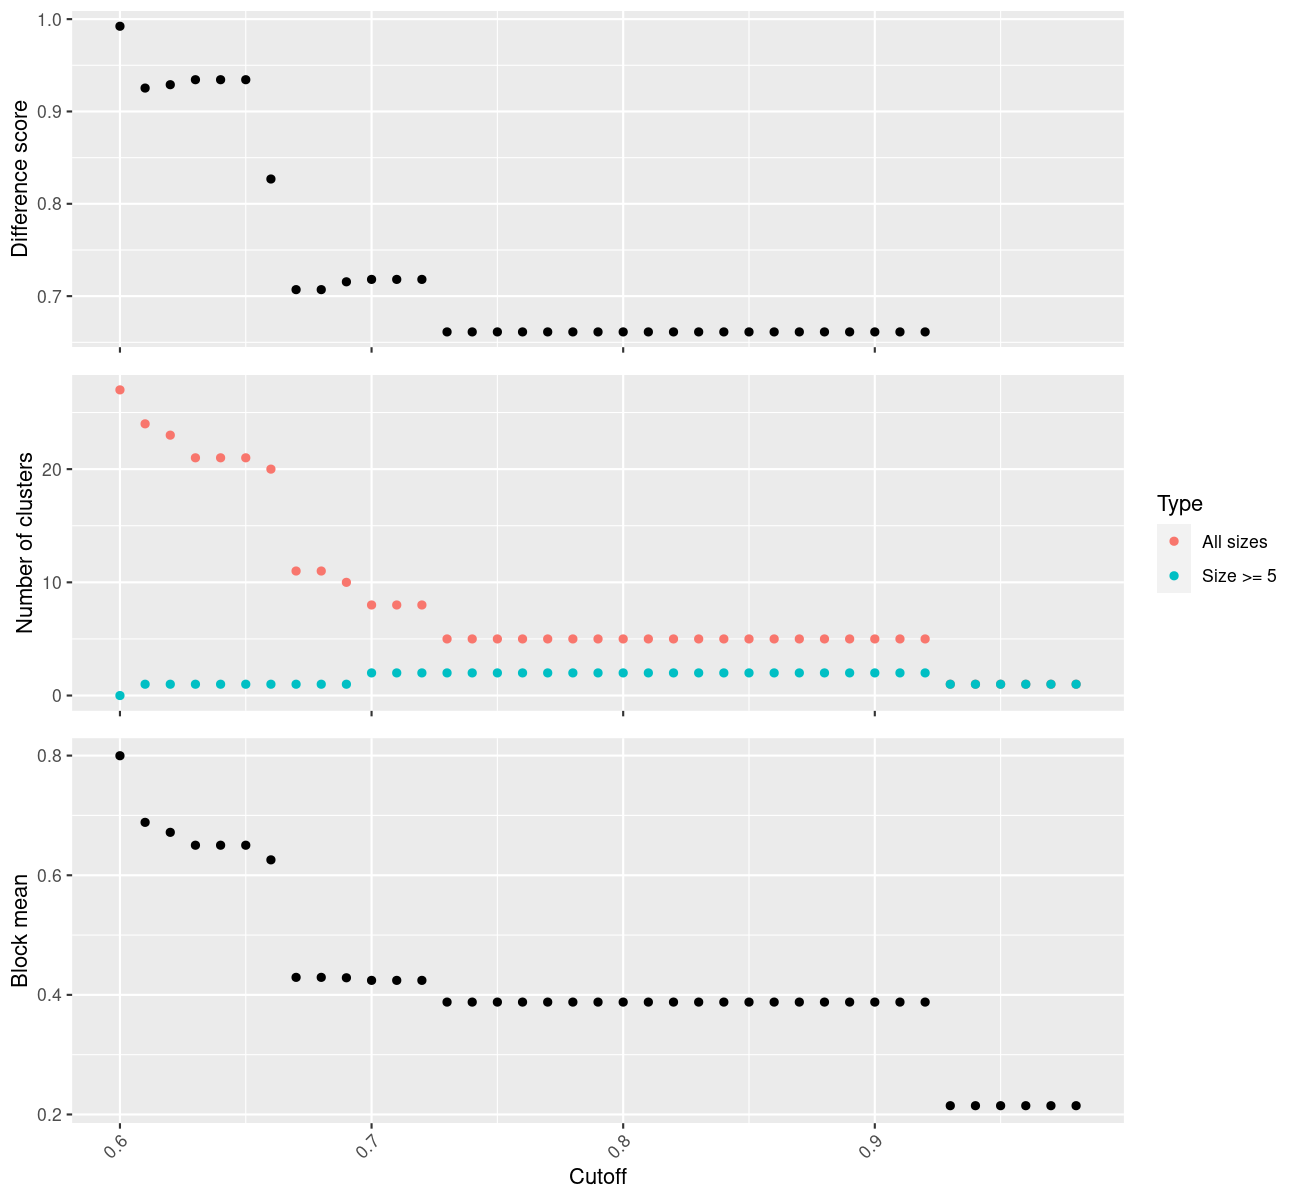 Difference score
1.0
0.9
0.8
0.7
Number of clusters
20
10
0
Type
All sizes
Size >= 5
Block mean
0.8
0.6
0.4
0.2
0.6
0.7
0.8
0.9
Cutoff